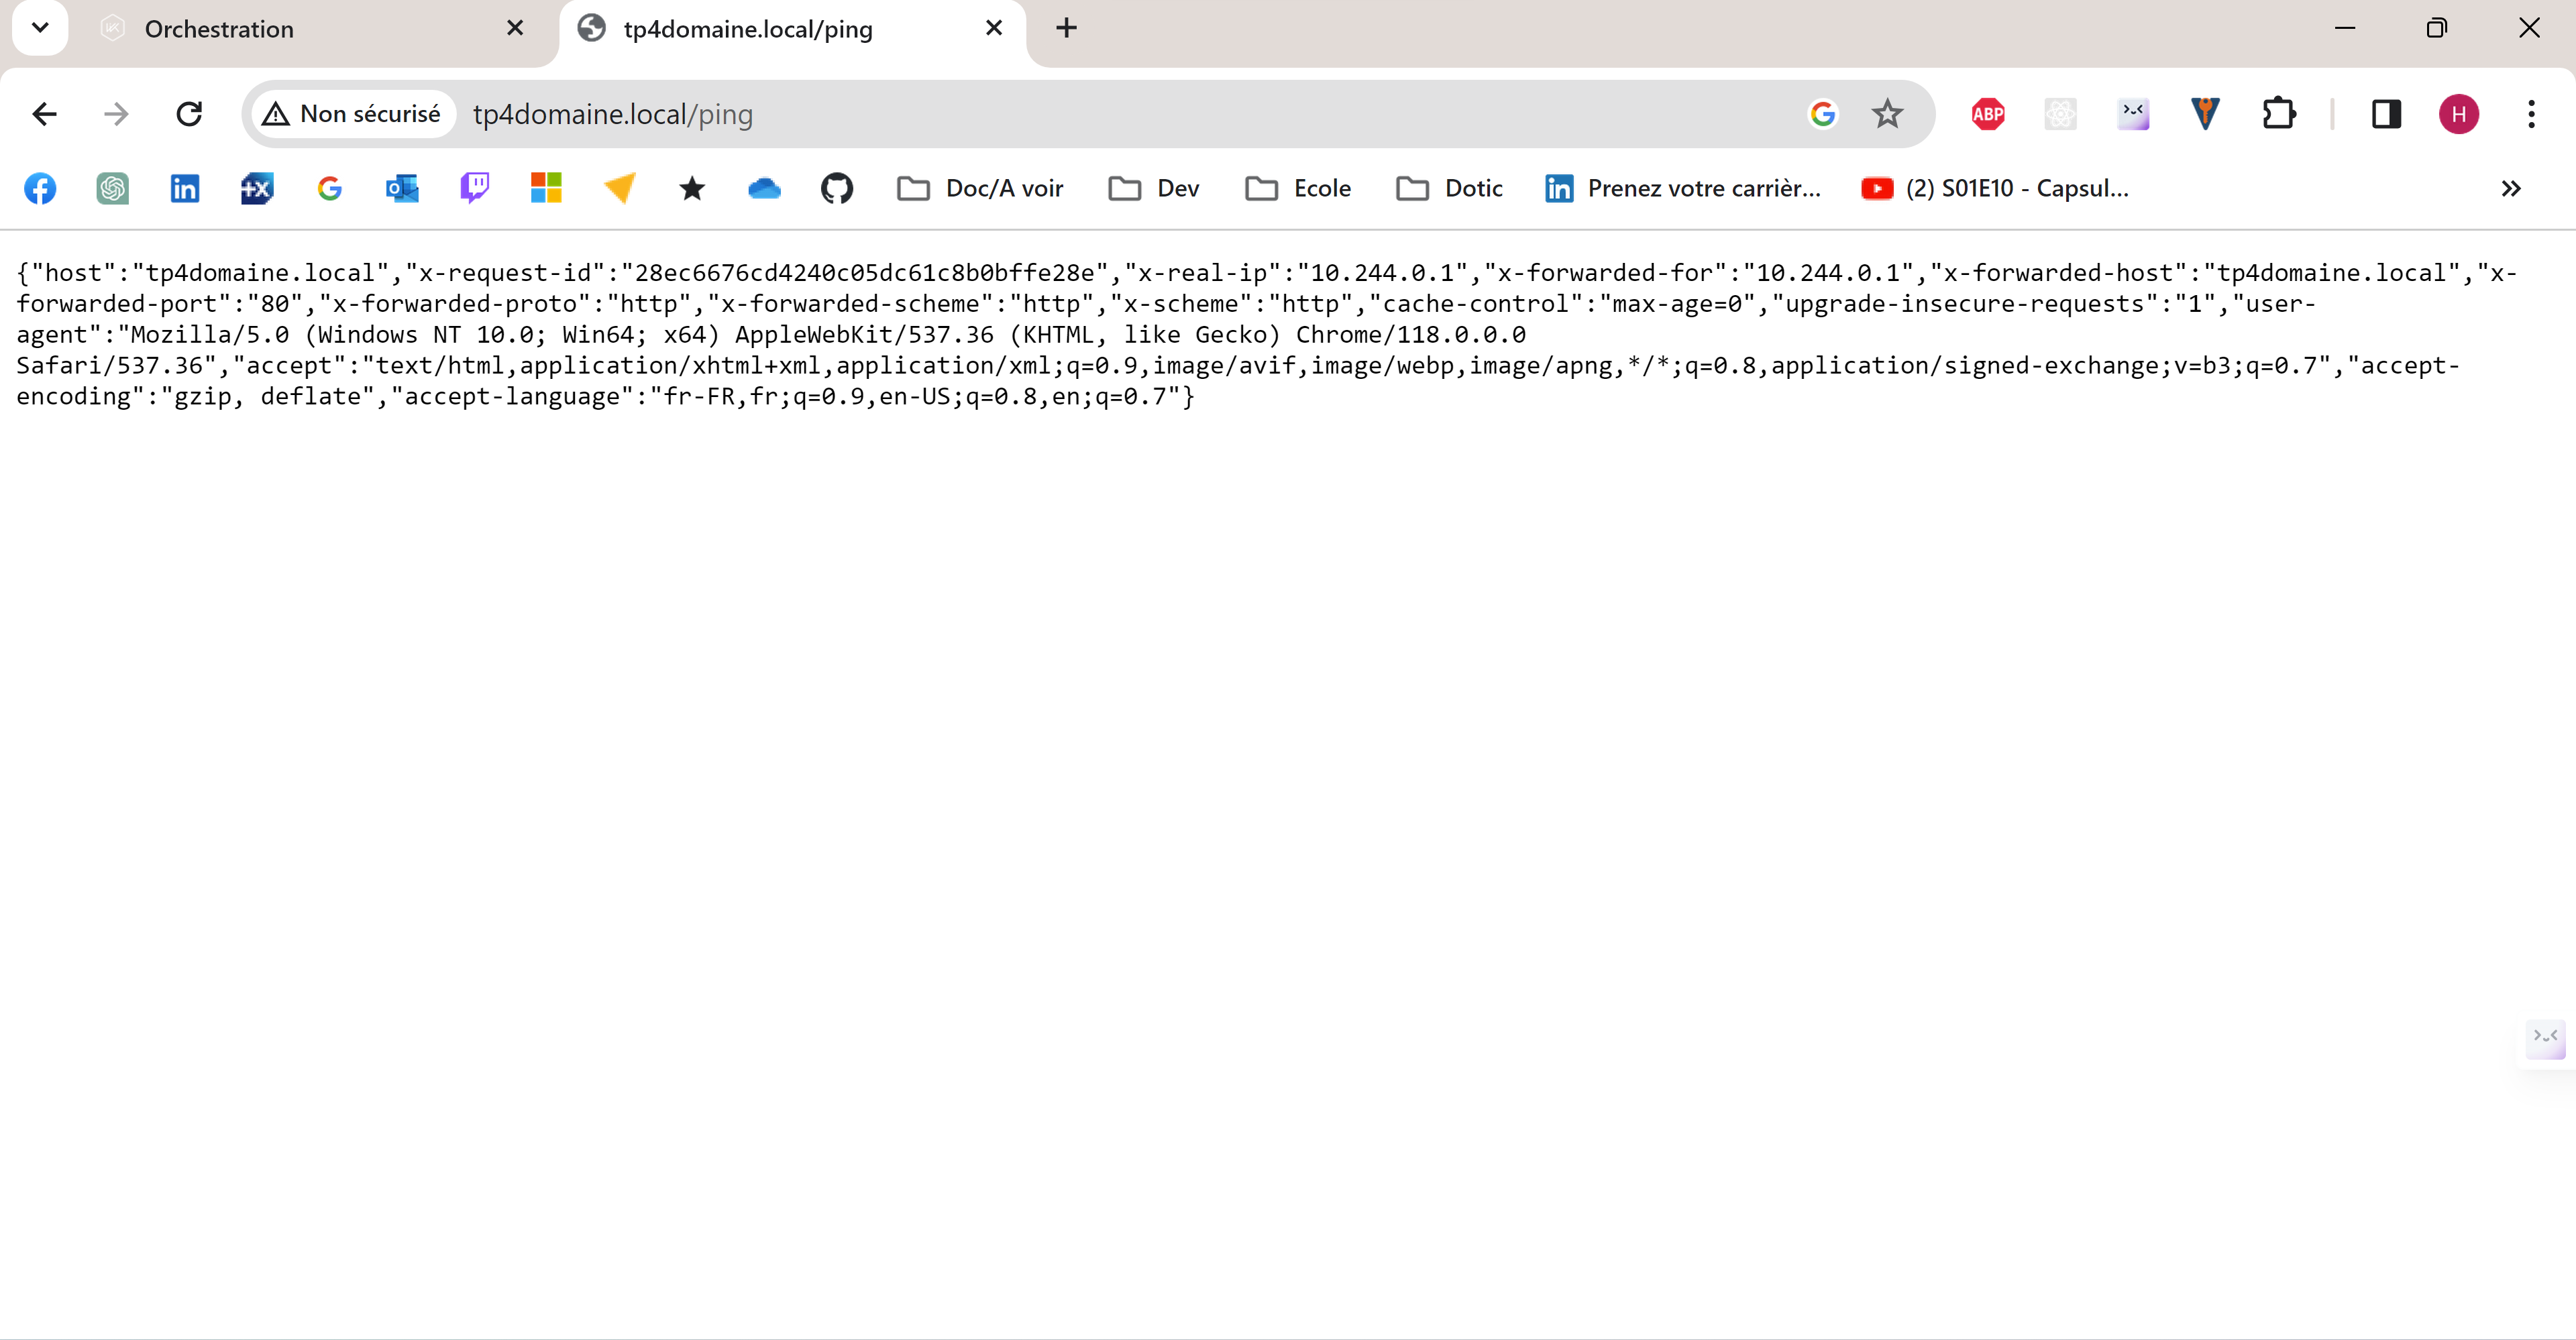 Orchestration
tp4domaine.local/ping
Non sécurisé
tp4domaine.local/ping
ABP
H
Doc/A voir
Dev
Ecole
Dotic
Prenez votre carrièr...
(2) S01E10 - Capsul...
{"host":"tp4domaine.local","x-request-id":"28ec6676cd4240c05dc61c8b0bffe28e","x-real-ip":"10.244.0.1","x-forwarded-for":"10.244.0.1","x-forwarded-host":"tp4domaine.local","x-
forwarded-port":"80","x-forwarded-proto":"http","x-forwarded-scheme":"http","x-scheme":"http","cache-control":"max-age=0","upgrade-insecure-requests":"1","user-
agent":"Mozilla/5.0 (Windows NT 10.0; Win64; x64) AppleWebKit/537.36 (KHTML, like Gecko) Chrome/118.0.0.0
Safari/537.36","accept":"text/html,application/xhtml+xml,application/xml;q=0.9,image/avif,image/webp,image/apng,*/*;q=0.8,application/signed-exchange;v=b3;q=0.7","accept-
encoding":"gzip, deflate","accept-language":"fr-FR,fr;q=0.9,en-US;q=0.8,en;q=0.7"}